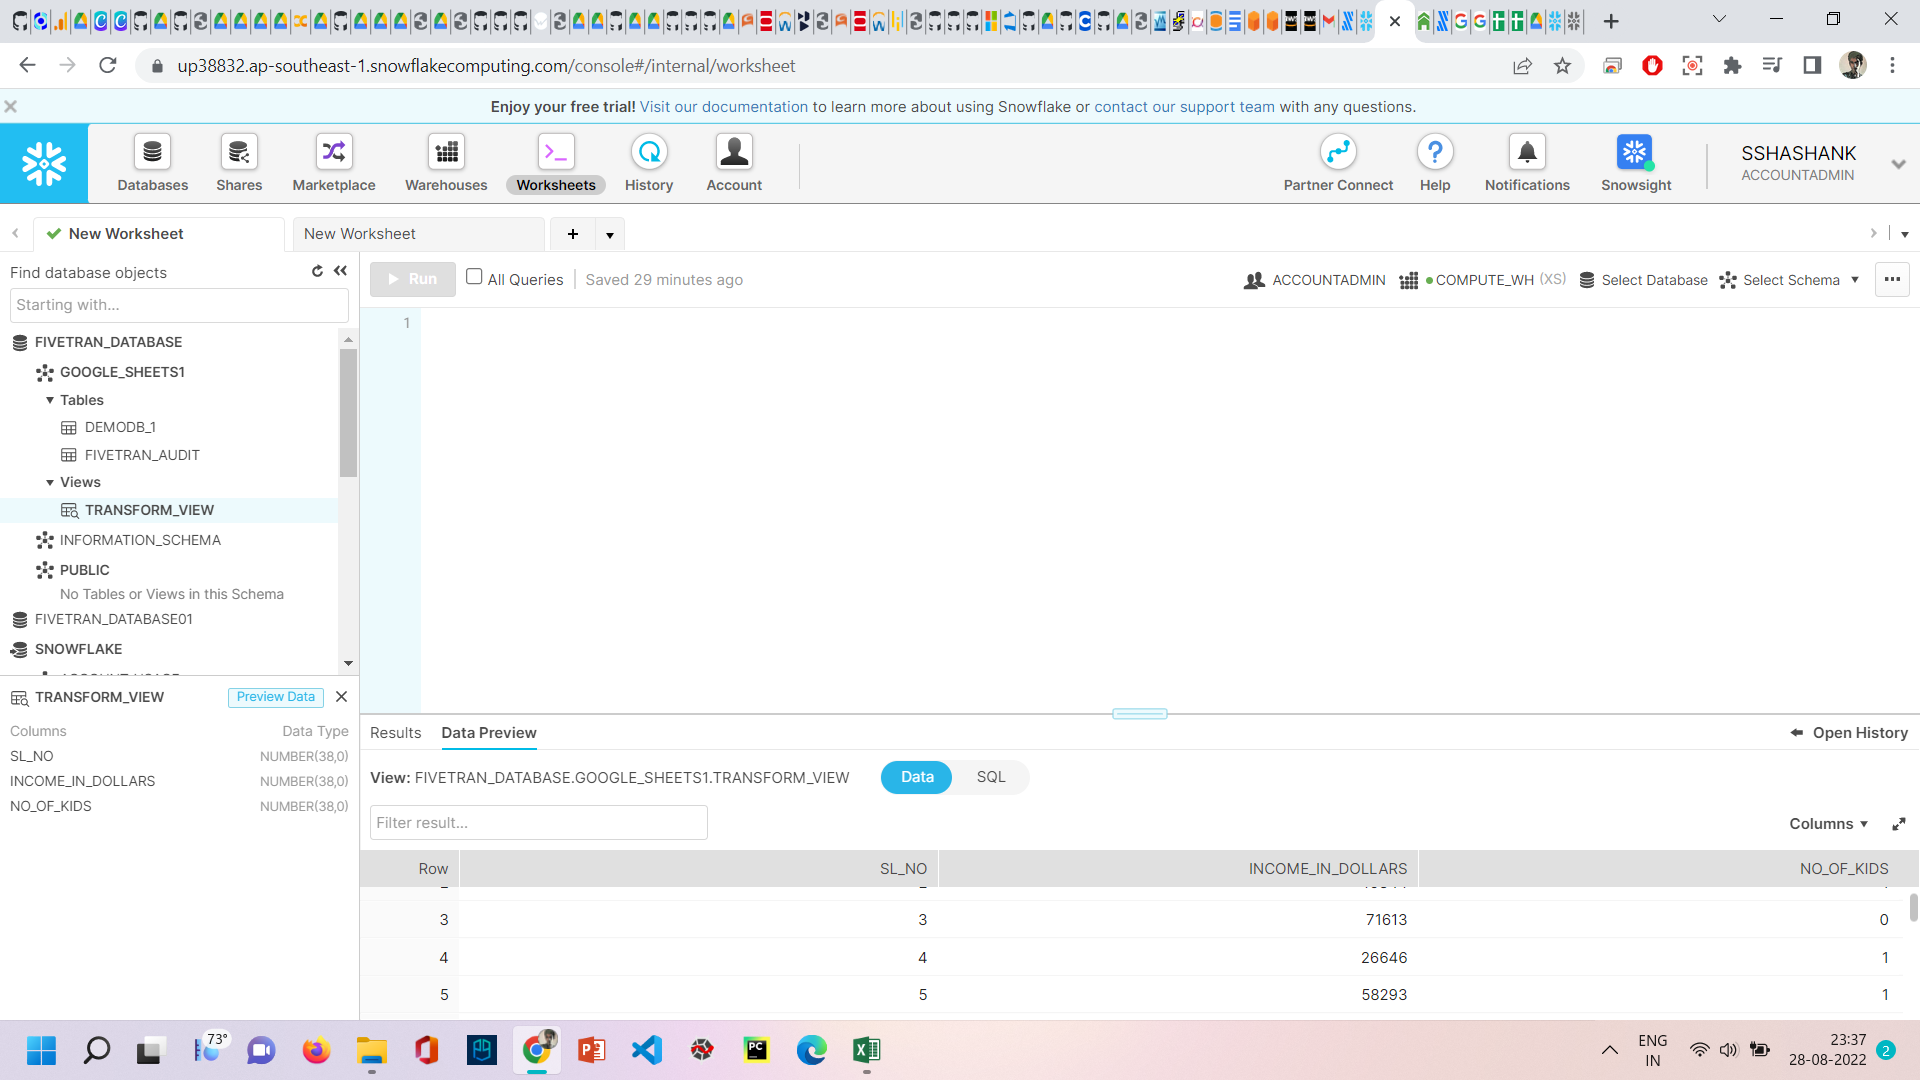 up38832.ap-southeast-1.snowflakecomputing.com/console#/internal/worksheet
Enjoy your free trial! Visit our documentation to learn more about using Snowflake or contact our support team with any questions.
Databases Shares Marketplace Warehouses Worksheets History Account Partner Connect Help Notifications Snowsight
SSHASHANK
ACCOUNTADMIN
New Worksheet New Worksheet
Find database objects
Starting with...
Run All Queries Saved 29 minutes ago ACCOUNTADMIN COMPUTE_WH (XS) Select Database Select Schema
1
FIVETRAN_DATABASE
GOOGLE_SHEETS1
Tables
DEMODB_1
FIVETRAN_AUDIT
Views
TRANSFORM_VIEW
INFORMATION_SCHEMA
PUBLIC
No Tables or Views in this Schema
FIVETRAN_DATABASE01
SNOWFLAKE
TRANSFORM_VIEW Preview Data
Columns Data Type
SL_NO NUMBER(38,0)
INCOME_IN_DOLLARS NUMBER(38,0)
NO_OF_KIDS NUMBER(38,0)
Results Data Preview Open History
View: FIVETRAN_DATABASE.GOOGLE_SHEETS1.TRANSFORM_VIEW Data SQL
Filter result...
Columns
Row SL_NO INCOME_IN_DOLLARS NO_OF_KIDS
3 3 71613 0
4 4 26646 1
5 5 58293 1
73°
ENG
IN
23:37
28-08-2022
2